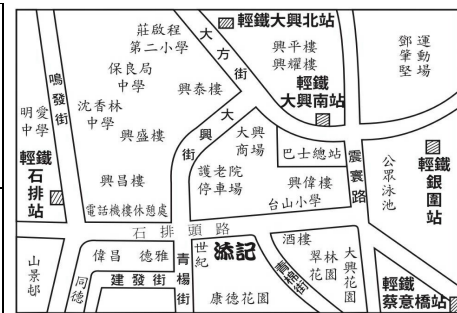 輕鐵大興北站
莊啟程
第二小學
大方街
興平樓
興耀樓
鄧肇堅
運動場
保良局
中學
鳴發街
興泰樓
輕鐵
大興南站
沈香林
中學
明愛
中學
大興街
大興
商場
興盛樓
巴士總站
震寰路
公眾泳池
輕鐵
銀圍站
輕鐵
石排站
護老院
停車場
興昌樓
興偉樓
台山小學
電話機樓休憩處
石排頭路
山景邨
偉昌
德雅
青楊街
世紀
添記
酒樓
青棉街
翠林
花園
大興花園
建發街
同德
康德花園
輕鐵
蔡意橋站